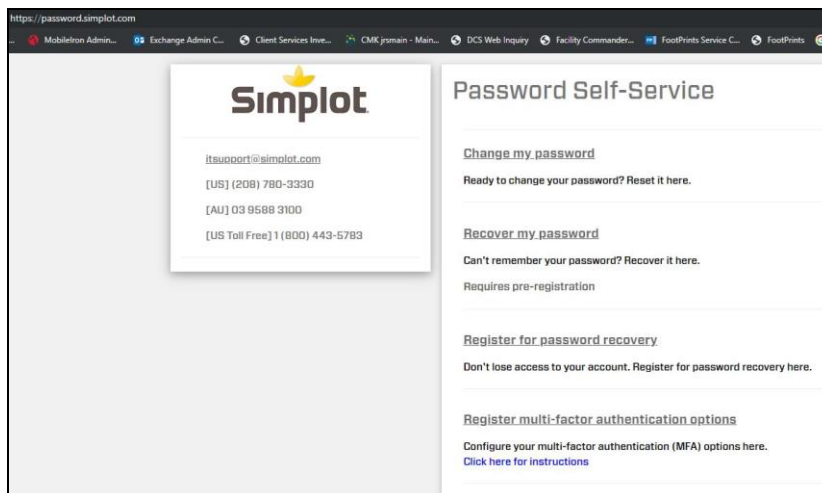 https://password.simplot.com
... MobileIron Admin... Exchange Admin C... Client Services Inve... CMK jrsmain - Main... DCS Web Inquiry Facility Commander... FootPrints Service C... FootPrints
Simplot
itsupport@simplot.com
[US] (208) 780-3330
[AU] 03 9588 3100
[US Toll Free] 1 (800) 443-5783
Password Self-Service
Change my password
Ready to change your password? Reset it here.
Recover my password
Can't remember your password? Recover it here.
Requires pre-registration
Register for password recovery
Don't lose access to your account. Register for password recovery here.
Register multi-factor authentication options
Configure your multi-factor authentication (MFA) options here.
Click here for instructions